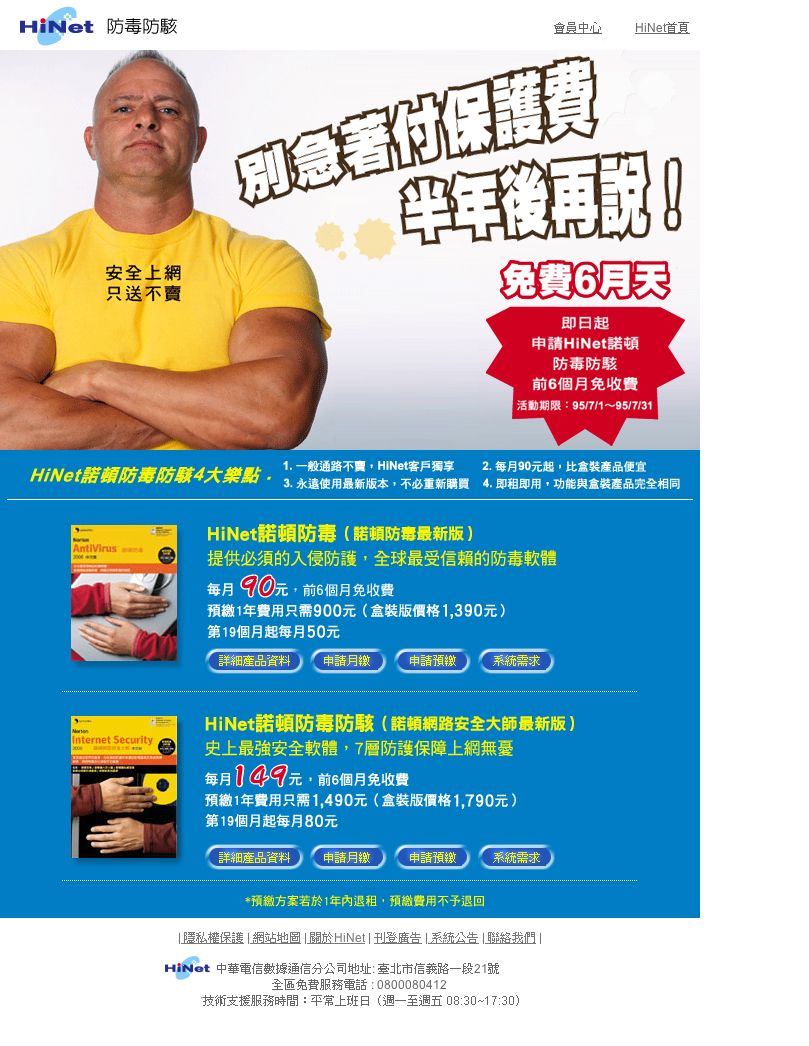 HiNet 防毒防駭
會員中心 HiNet首頁
別急著付保護費
半年後再說！
安全上網
只送不賣
免費6月天
即日起
申請HiNet諾頓
防毒防駭
前6個月免收費
活動期限：95/7/1～95/7/31
HiNet諾頓防毒防駭4大樂點．
1. 一般通路不賣，HiNet客戶獨享 2. 每月90元起，比盒裝產品便宜
3. 永遠使用最新版本，不必重新購買 4. 即租即用，功能與盒裝產品完全相同
Norton
AntiVirus 諾頓防毒
2006 中文版
HiNet諾頓防毒（諾頓防毒最新版）
提供必須的入侵防護，全球最受信賴的防毒軟體
每月90元，前6個月免收費
預繳1年費用只需900元（盒裝版價格1,390元）
第19個月起每月50元
詳細產品資料 申請月繳 申請預繳 系統需求
Norton
Internet Security
2006
HiNet諾頓防毒防駭（諾頓網路安全大師最新版）
史上最強安全軟體，7層防護保障上網無憂
每月149元，前6個月免收費
預繳1年費用只需1,490元（盒裝版價格1,790元）
第19個月起每月80元
詳細產品資料 申請月繳 申請預繳 系統需求
*預繳方案若於1年內退租，預繳費用不予退回
| 隱私權保護 | 網站地圖 | 關於HiNet | 刊登廣告 | 系統公告 | 聯絡我們 |
HiNet 中華電信數據通信分公司地址: 臺北市信義路一段21號
全區免費服務電話 : 0800080412
技術支援服務時間：平常上班日（週一至週五 08:30~17:30）